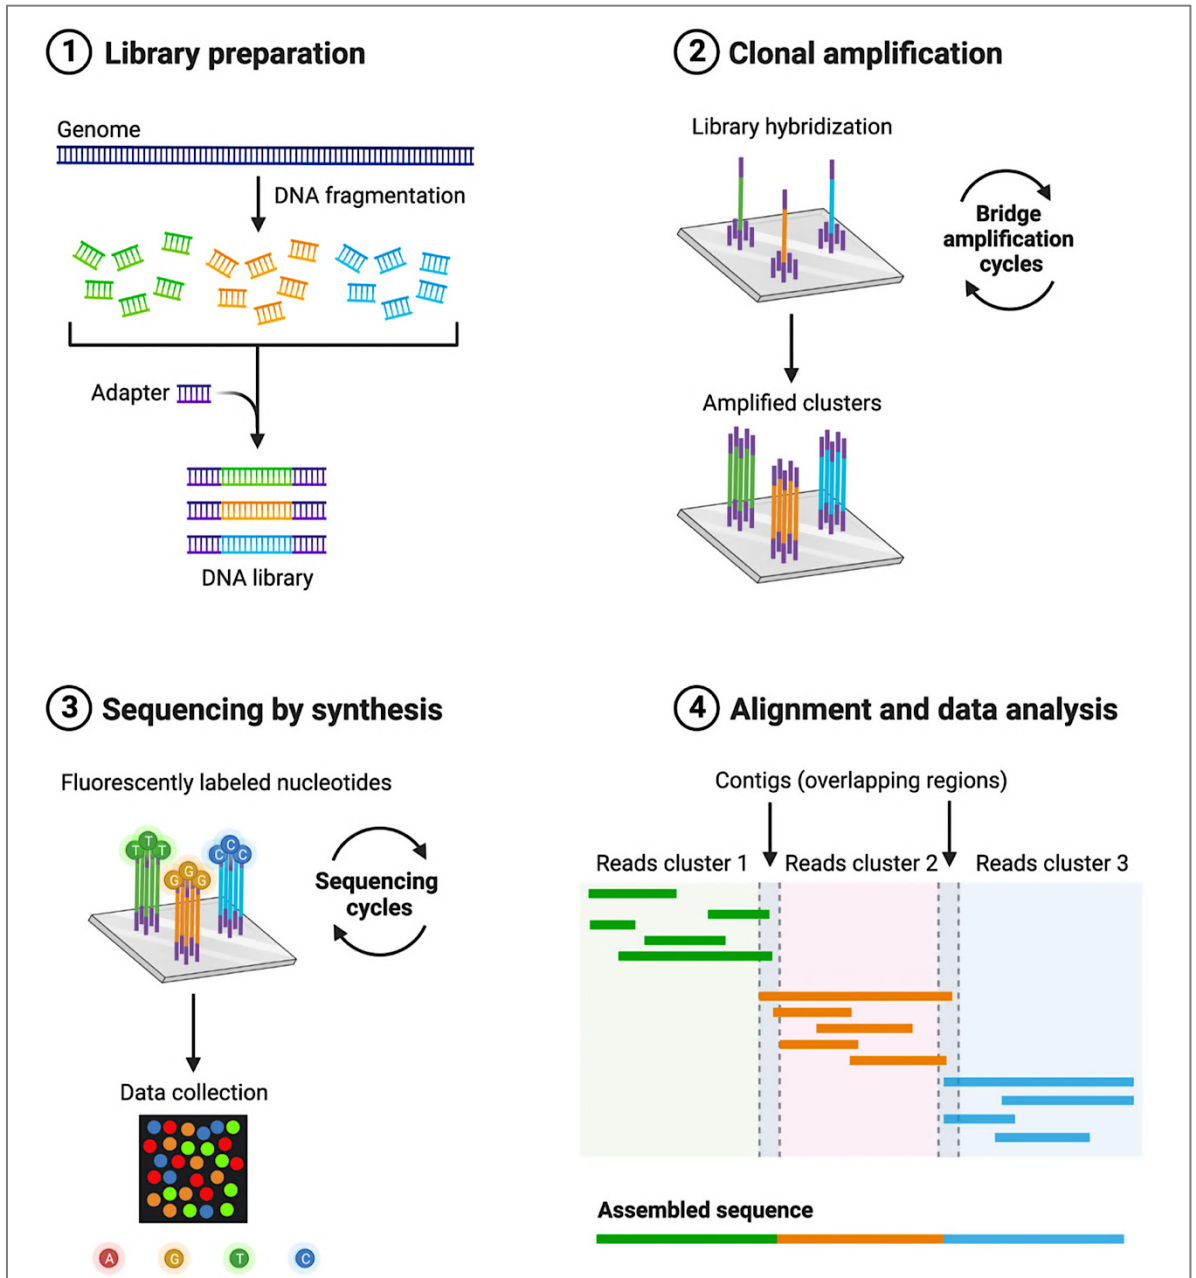 1 Library preparation
Genome
DNA fragmentation
Adapter
DNA library
2 Clonal amplification
Library hybridization
Bridge
amplification
cycles
Amplified clusters
3 Sequencing by synthesis
Fluorescently labeled nucleotides
T T T
G G G
C C C
Sequencing
cycles
Data collection
A G T C
4 Alignment and data analysis
Contigs (overlapping regions)
Reads cluster 1 Reads cluster 2 Reads cluster 3
Assembled sequence